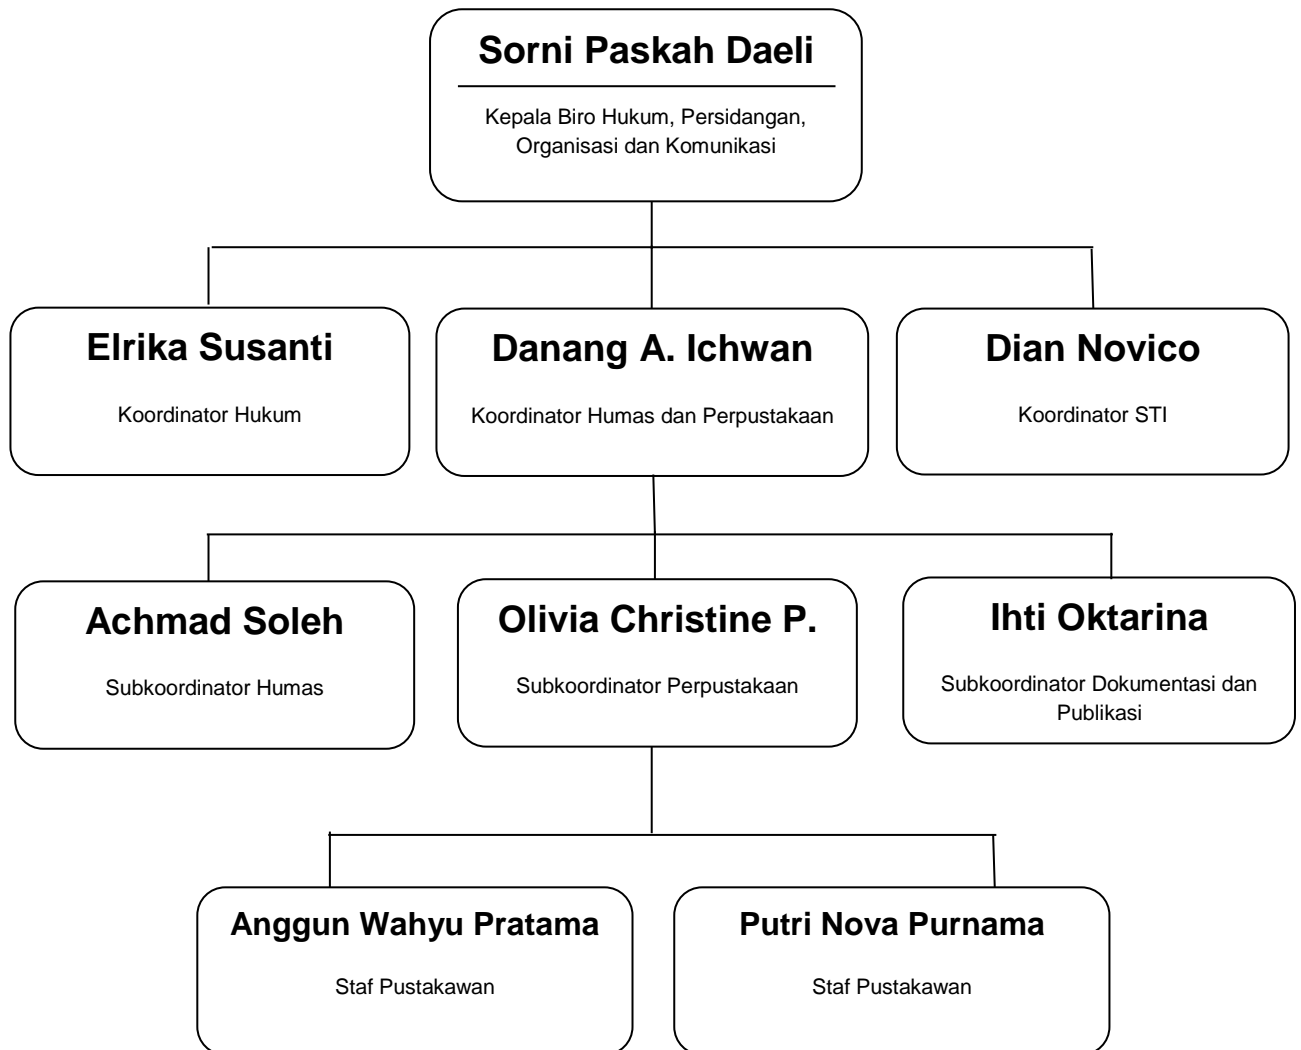 Sorni Paskah Daeli
Kepala Biro Hukum, Persidangan,
Organisasi dan Komunikasi
Elrika Susanti
Koordinator Hukum
Danang A. Ichwan
Koordinator Humas dan Perpustakaan
Dian Novico
Koordinator STI
Achmad Soleh
Subkoordinator Humas
Olivia Christine P.
Subkoordinator Perpustakaan
Ihti Oktarina
Subkoordinator Dokumentasi dan
Publikasi
Anggun Wahyu Pratama
Staf Pustakawan
Putri Nova Purnama
Staf Pustakawan